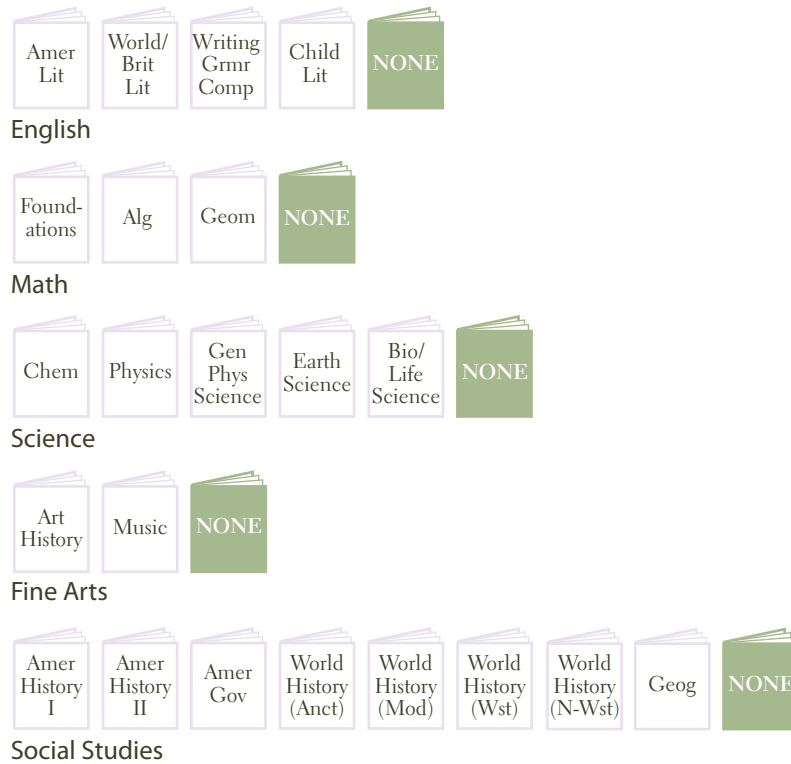 Amer
Lit
World/
Brit
Lit
Writing
Grmr
Comp
Child
Lit
NONE
English
Found-
ations
Alg
Geom
NONE
Math
Chem
Physics
Gen
Phys
Science
Earth
Science
Bio/
Life
Science
NONE
Science
Art
History
Music
NONE
Fine Arts
Amer
History
I
Amer
History
II
Amer
Gov
World
History
(Anct)
World
History
(Mod)
World
History
(Wst)
World
History
(N-Wst)
Geog
NONE
Social Studies